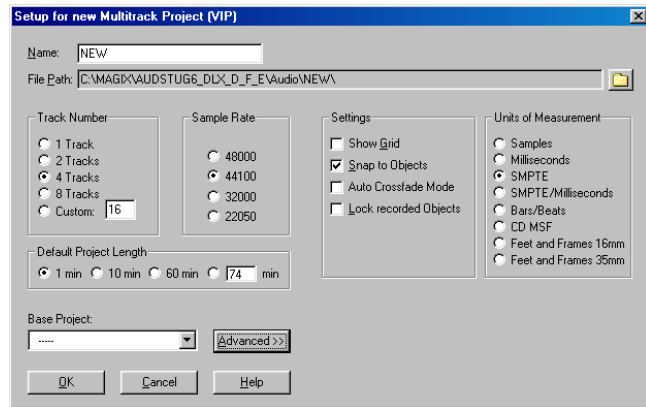 Setup for new Multitrack Project (VIP)
Name: NEW
File Path: C:\MAGIX\AUDSTUG6_DLX_D_F_E\Audio\NEW\
Track Number
1 Track
2 Tracks
4 Tracks
8 Tracks
Custom: 16
Sample Rate
48000
44100
32000
22050
Settings
Show Grid
Snap to Objects
Auto Crossfade Mode
Lock recorded Objects
Units of Measurement
Samples
Milliseconds
SMPTE
SMPTE/Milliseconds
Bars/Beats
CD MSF
Feet and Frames 16mm
Feet and Frames 35mm
Default Project Length
1 min 10 min 60 min 74 min
Base Project:
-----
Advanced >>
OK Cancel Help